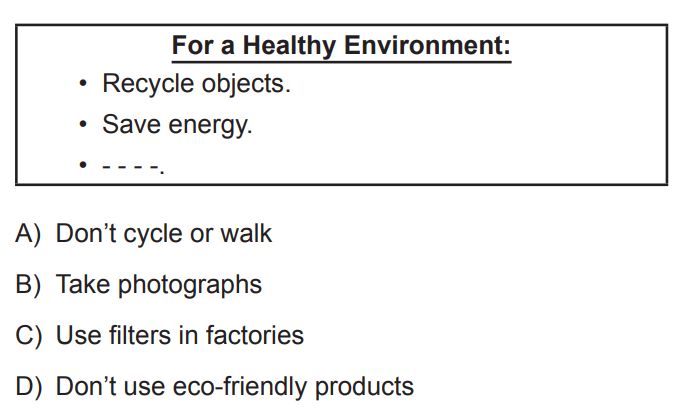 For a Healthy Environment:
• Recycle objects.
• Save energy.
• - - - -.
A) Don’t cycle or walk
B) Take photographs
C) Use filters in factories
D) Don’t use eco-friendly products